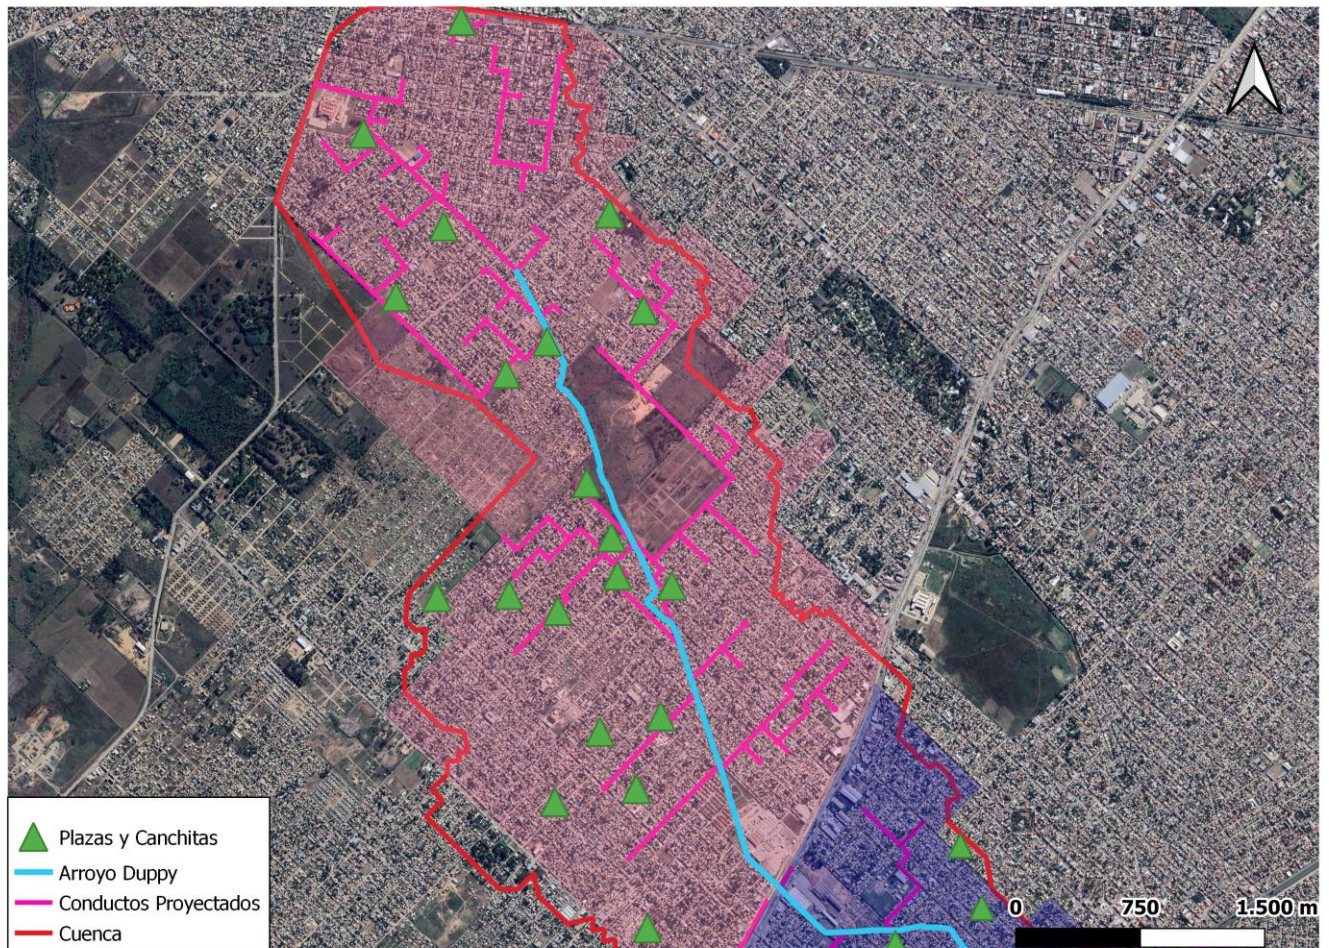 Plazas y Canchitas
Arroyo Duppy
Conductos Proyectados
Cuenca
0 750 1.500 m